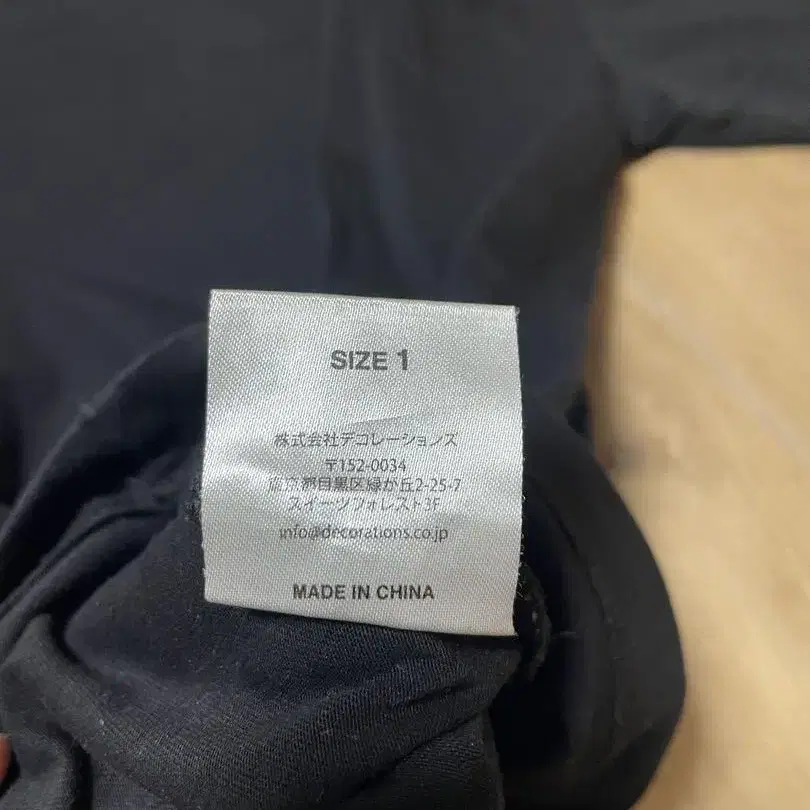 SIZE 1
株式会社デコレーションズ
〒152-0034
東京都目黒区緑が丘2-25-7
スイーツフォレスト3F
info@decorations.co.jp
MADE IN CHINA